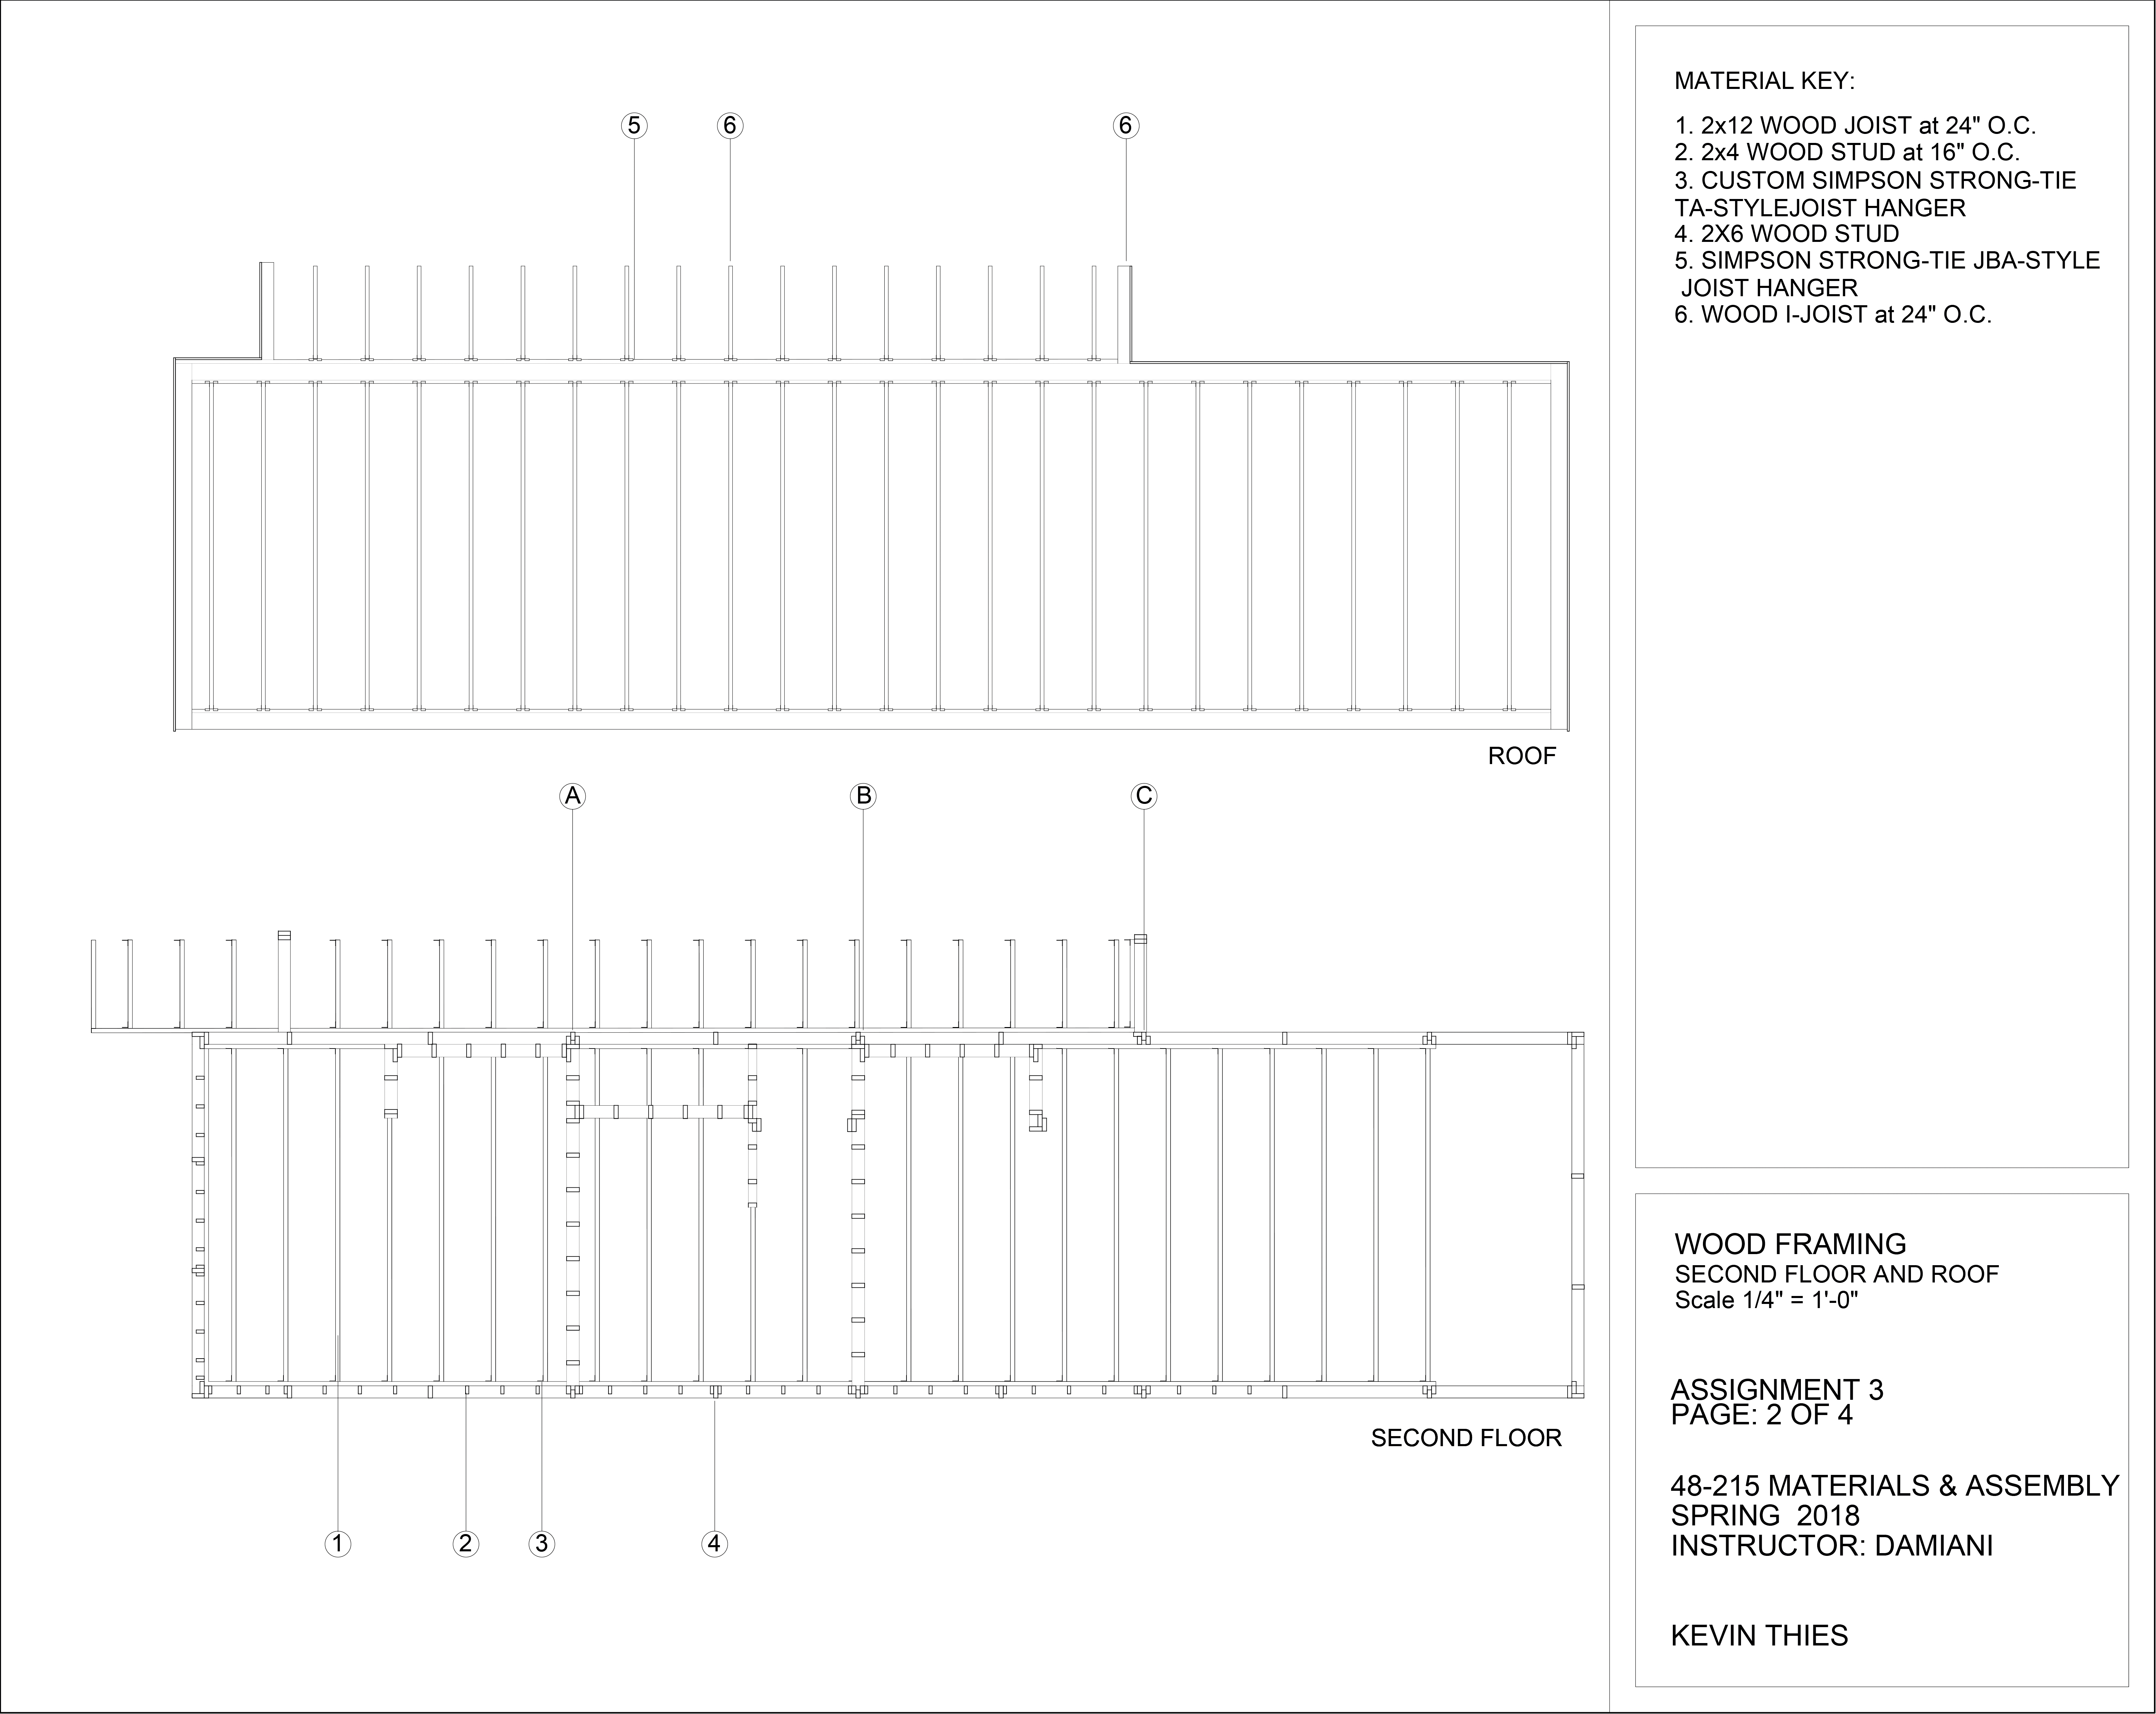 5 6 6
ROOF
A B C
1 2 3 4
SECOND FLOOR
MATERIAL KEY:
1. 2x12 WOOD JOIST at 24" O.C.
2. 2x4 WOOD STUD at 16" O.C.
3. CUSTOM SIMPSON STRONG-TIE
TA-STYLEJOIST HANGER
4. 2X6 WOOD STUD
5. SIMPSON STRONG-TIE JBA-STYLE
JOIST HANGER
6. WOOD I-JOIST at 24" O.C.
WOOD FRAMING
SECOND FLOOR AND ROOF
Scale 1/4" = 1'-0"
ASSIGNMENT 3
PAGE: 2 OF 4
48-215 MATERIALS & ASSEMBLY
SPRING 2018
INSTRUCTOR: DAMIANI
KEVIN THIES